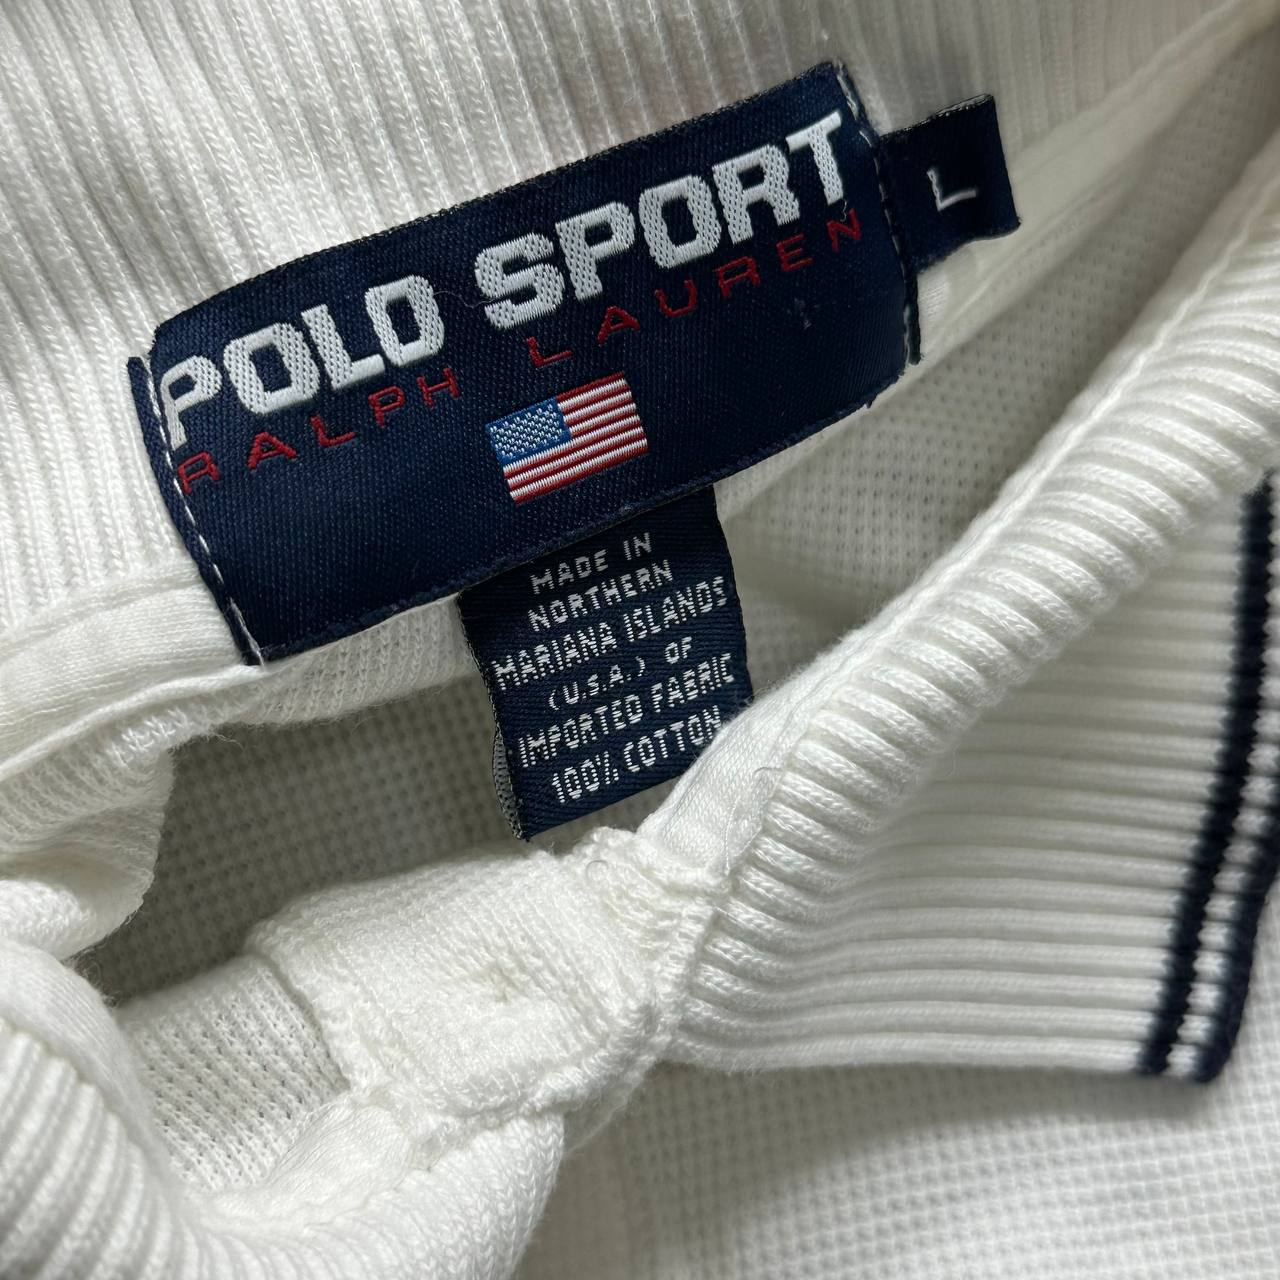 POLO SPORT
RALPH LAUREN
L
MADE IN
NORTHERN
MARIANA ISLANDS
(U.S.A.) OF
IMPORTED FABRIC
100% COTTON